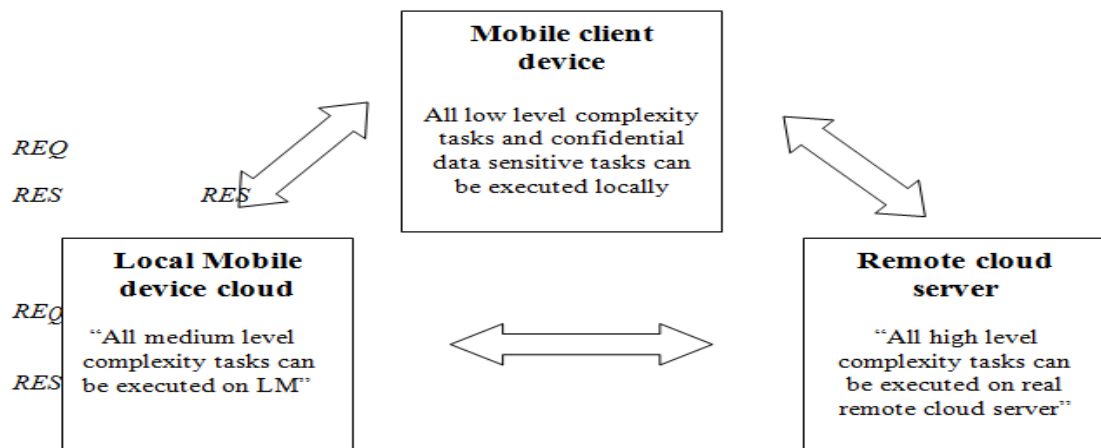 Mobile client
device
All low level complexity
tasks and confidential
data sensitive tasks can
be executed locally
REQ
RES
RES
Local Mobile
device cloud
REQ
“All medium level
complexity tasks can
be executed on LM”
RES
Remote cloud
server
“All high level
complexity tasks can
be executed on real
remote cloud server”